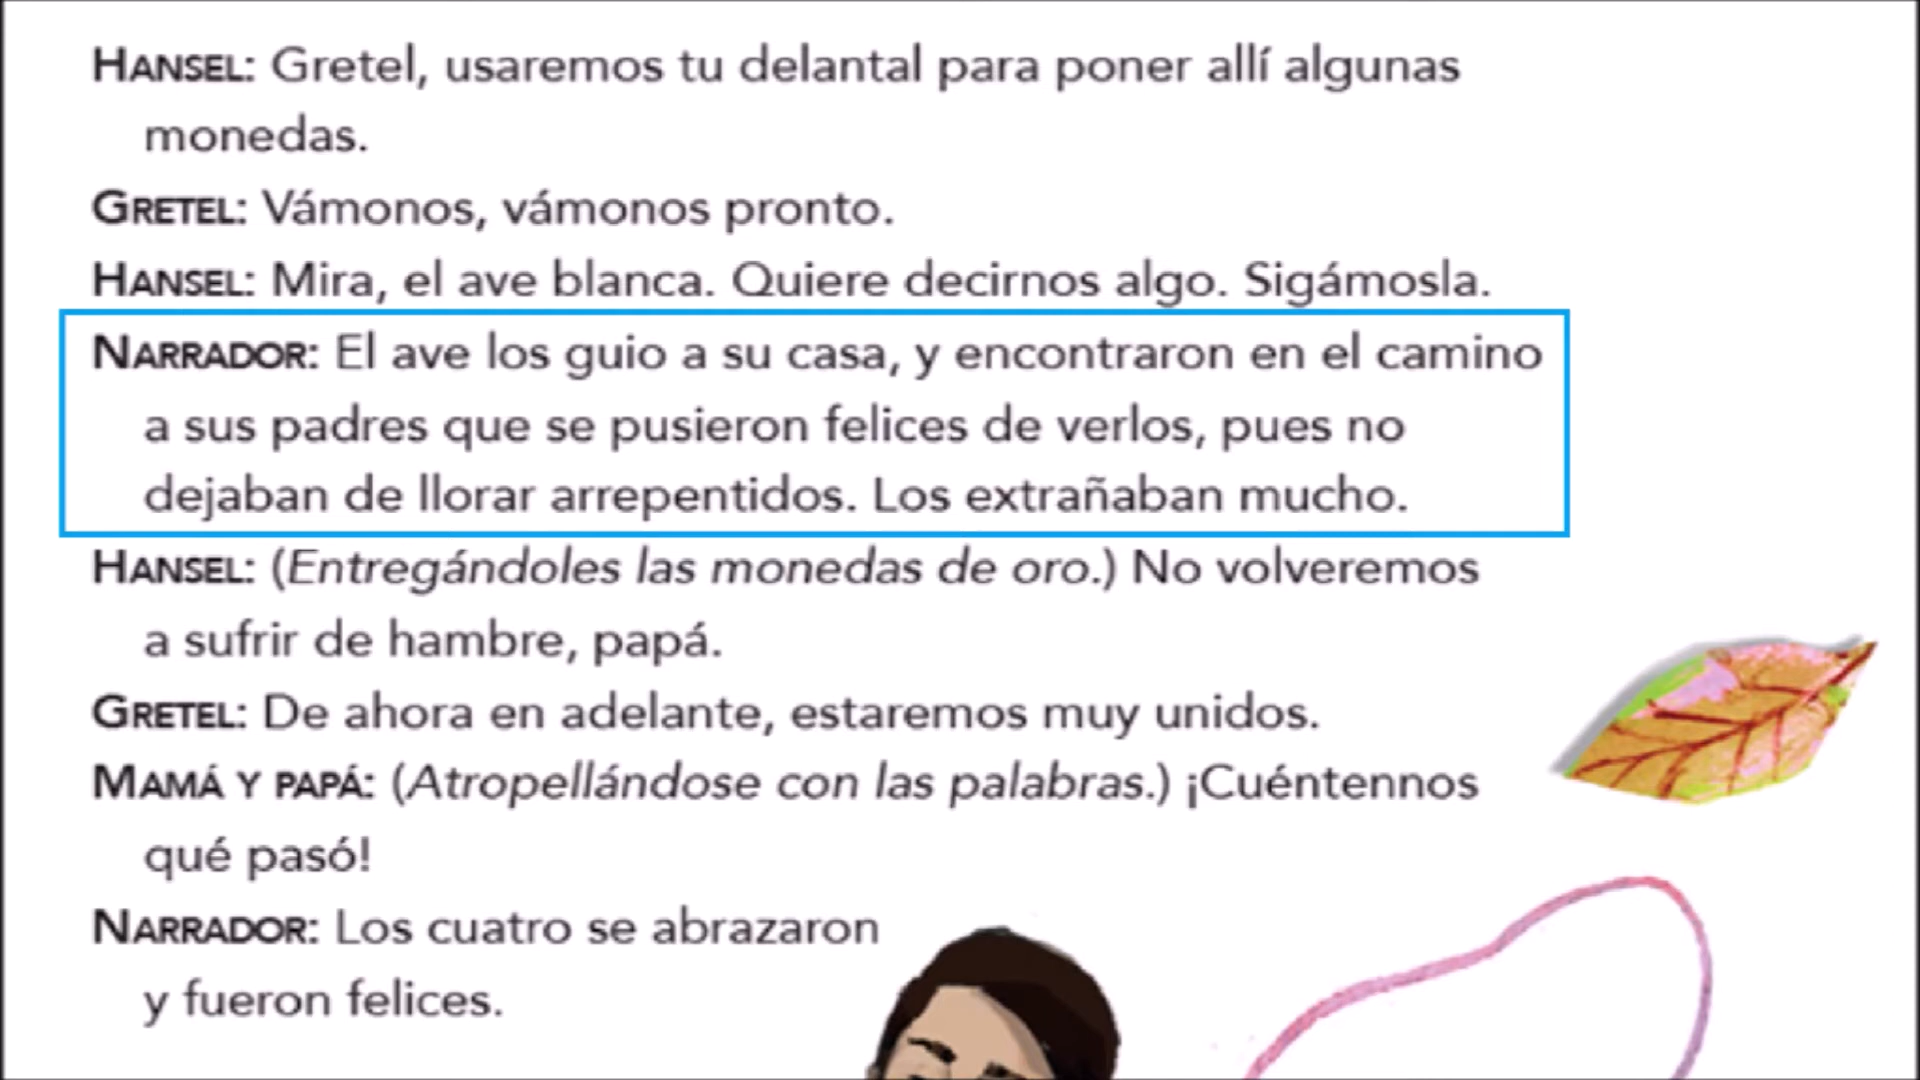 HANSEL: Gretel, usaremos tu delantal para poner allí algunas
monedas.
GRETEL: Vámonos, vámonos pronto.
HANSEL: Mira, el ave blanca. Quiere decirnos algo. Sigámosla.
NARRADOR: El ave los guio a su casa, y encontraron en el camino
a sus padres que se pusieron felices de verlos, pues no
dejaban de llorar arrepentidos. Los extrañaban mucho.
HANSEL: (Entregándoles las monedas de oro.) No volveremos
a sufrir de hambre, papá.
GRETEL: De ahora en adelante, estaremos muy unidos.
MAMÁ Y PAPÁ: (Atropellándose con las palabras.) ¡Cuéntennos
qué pasó!
NARRADOR: Los cuatro se abrazaron
y fueron felices.